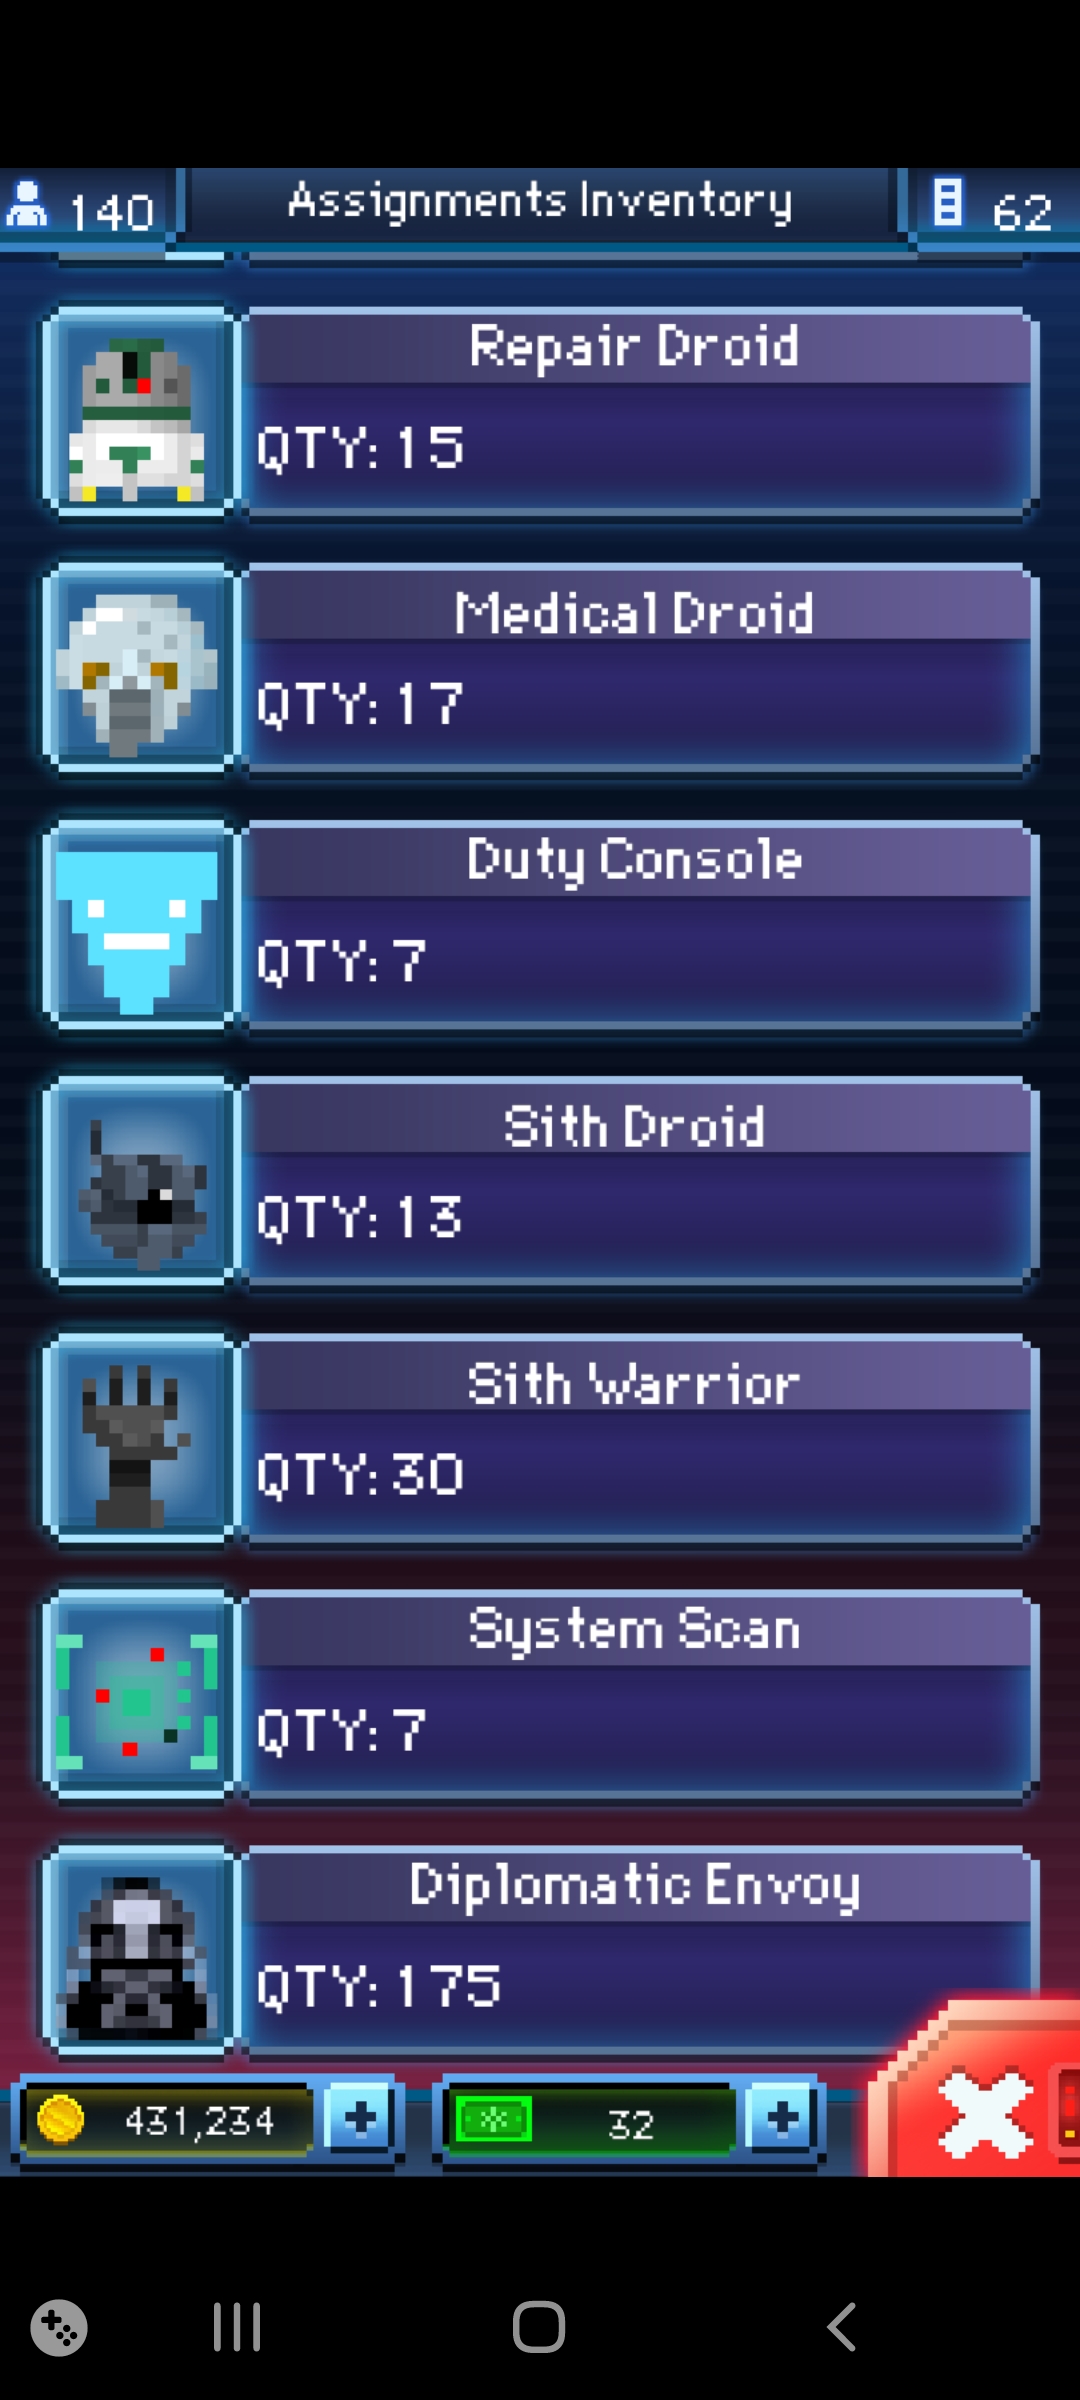 140
Assignments Inventory
62
Repair Droid
QTY: 15
Medical Droid
QTY: 17
Duty Console
QTY: 7
Sith Droid
QTY: 13
Sith Warrior
QTY: 30
System Scan
QTY: 7
Diplomatic Envoy
QTY: 175
431,234
32